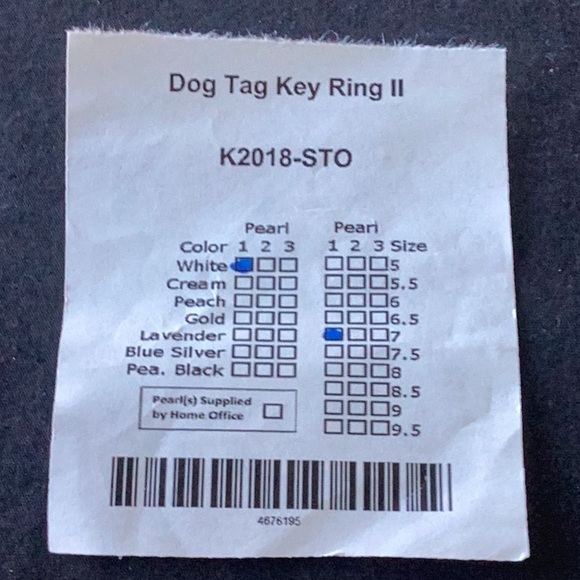 Dog Tag Key Ring II
K2018-STO
Pearl Pearl
Color 1 2 3 1 2 3 Size
White 5
Cream 5.5
Peach 6
Gold 6.5
Lavender 7
Blue Silver 7.5
Pea. Black 8
8.5
Pearl(s) Supplied
by Home Office
9
9.5
4676195